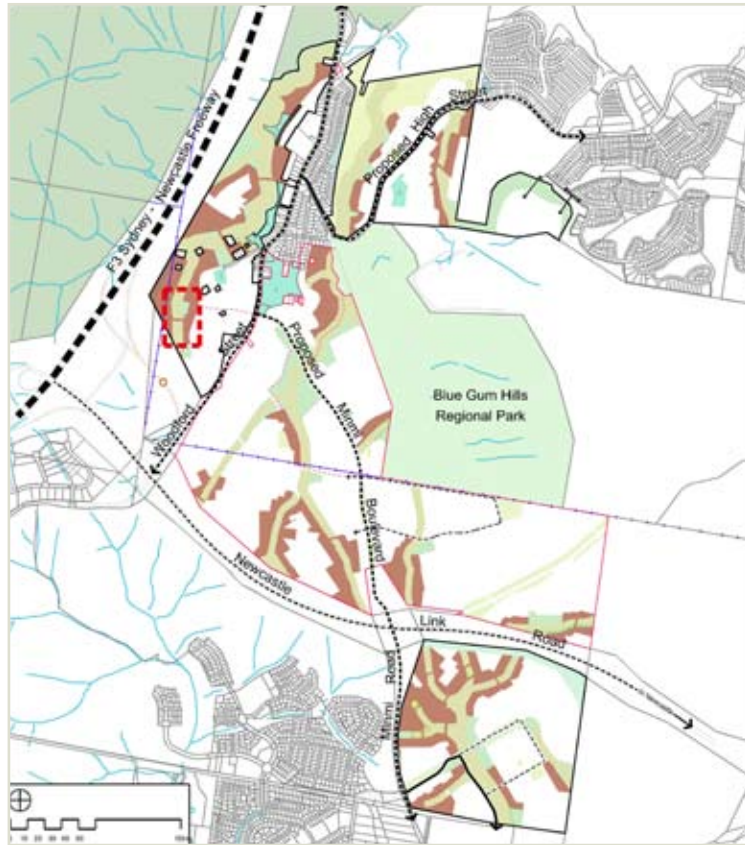 F3 Sydney - Newcastle Freeway
Proposed High Street
Woodford Street
Proposed Minmi Boulevard
Blue Gum Hills
Regional Park
Newcastle Link Road
Minmi Road